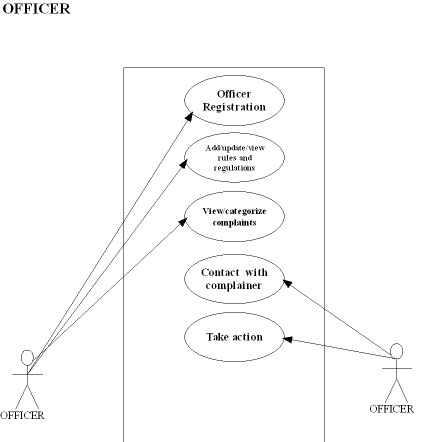 OFFICER
Officer
Registration
Add/update/view
rules and
regulations
View/categorize
complaints
Contact with
complainer
Take action
OFFICER
OFFICER